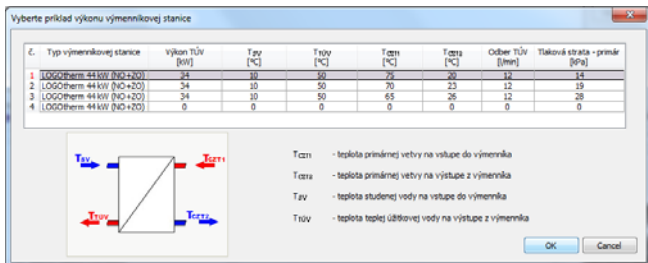 Vyberte príklad výkonu výmenníkovej stanice
č. Typ výmenníkovej stanice Výkon TÚV [kW] TSV [ºC] TTÚV [ºC] TCZT1 [ºC] TCZT2 [ºC] Odber TÚV [l/min] Tlaková strata - primár [kPa]
1 LOGOtherm 44 kW (NO+ZO) 34 10 50 75 20 12 14
2 LOGOtherm 44 kW (NO+ZO) 34 10 50 70 23 12 19
3 LOGOtherm 44 kW (NO+ZO) 34 10 50 65 26 12 28
4 LOGOtherm 44 kW (NO+ZO) 0 0 0 0 0 0 0
TSV TCZT1
TTÚV TCZT2
TCZT1 - teplota primárnej vetvy na vstupe do výmenníka
TCZT2 - teplota primárnej vetvy na výstupe z výmenníka
TSV - teplota studenej vody na vstupe do výmenníka
TTÚV - teplota teplej úžitkovej vody na výstupe z výmenníka
OK Cancel